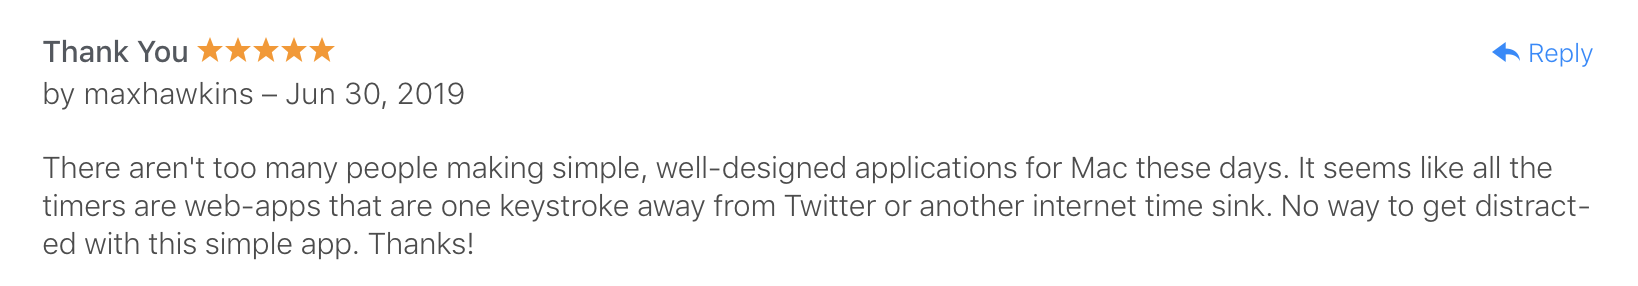 Thank You ★★★★★ Reply
by maxhawkins – Jun 30, 2019
There aren't too many people making simple, well-designed applications for Mac these days. It seems like all the
timers are web-apps that are one keystroke away from Twitter or another internet time sink. No way to get distract-
ed with this simple app. Thanks!